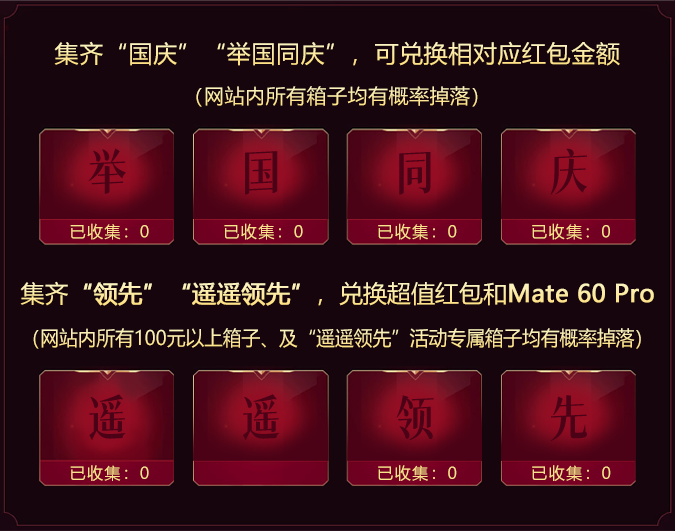 集齐“国庆”“举国同庆”，可兑换相对应红包金额
（网站内所有箱子均有概率掉落）
举 国 同 庆
已收集：0 已收集：0 已收集：0 已收集：0
集齐“领先”“遥遥领先”，兑换超值红包和Mate 60 Pro
（网站内所有100元以上箱子、及“遥遥领先”活动专属箱子均有概率掉落）
遥 遥 领 先
已收集：0 已收集：0 已收集：0